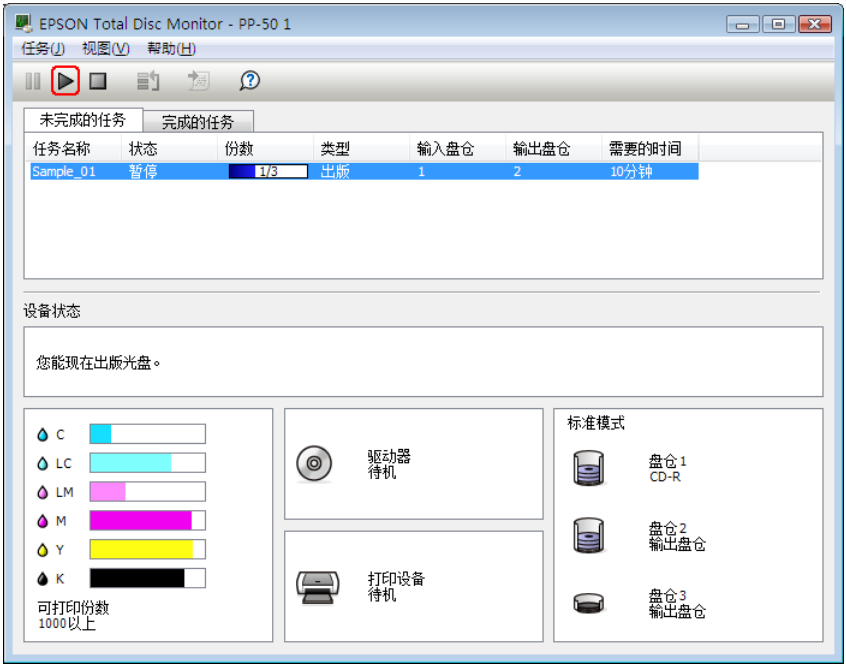 EPSON Total Disc Monitor - PP-50 1
任务(J) 视图(V) 帮助(H)
未完成的任务 完成的任务
任务名称 状态 份数 类型 输入盘仓 输出盘仓 需要的时间
Sample_01 暂停 1/3 出版 1 2 10分钟
设备状态
您能现在出版光盘。
C
LC
LM
M
Y
K
可打印份数
1000以上
驱动器
待机
打印设备
待机
标准模式
盘仓1
CD-R
盘仓2
输出盘仓
盘仓3
输出盘仓